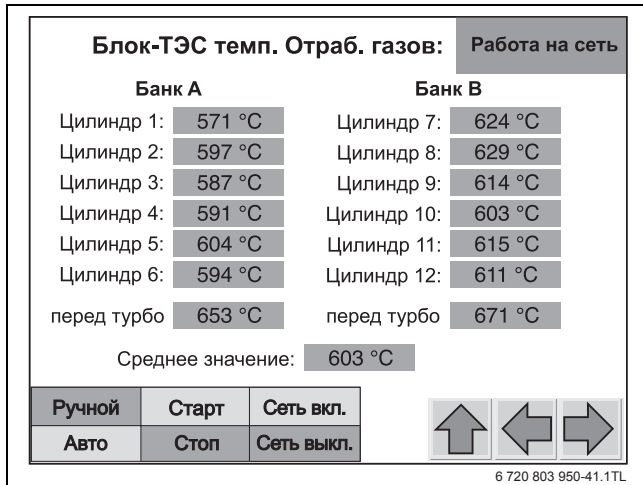 Блок-ТЭС темп. Отраб. газов: Работа на сеть
Банк A Банк B
Цилиндр 1: 571 °C Цилиндр 7: 624 °C
Цилиндр 2: 597 °C Цилиндр 8: 629 °C
Цилиндр 3: 587 °C Цилиндр 9: 614 °C
Цилиндр 4: 591 °C Цилиндр 10: 603 °C
Цилиндр 5: 604 °C Цилиндр 11: 615 °C
Цилиндр 6: 594 °C Цилиндр 12: 611 °C
перед турбо 653 °C перед турбо 671 °C
Среднее значение: 603 °C
Ручной Старт Сеть вкл.
Авто Стоп Сеть выкл.
6 720 803 950-41.1TL